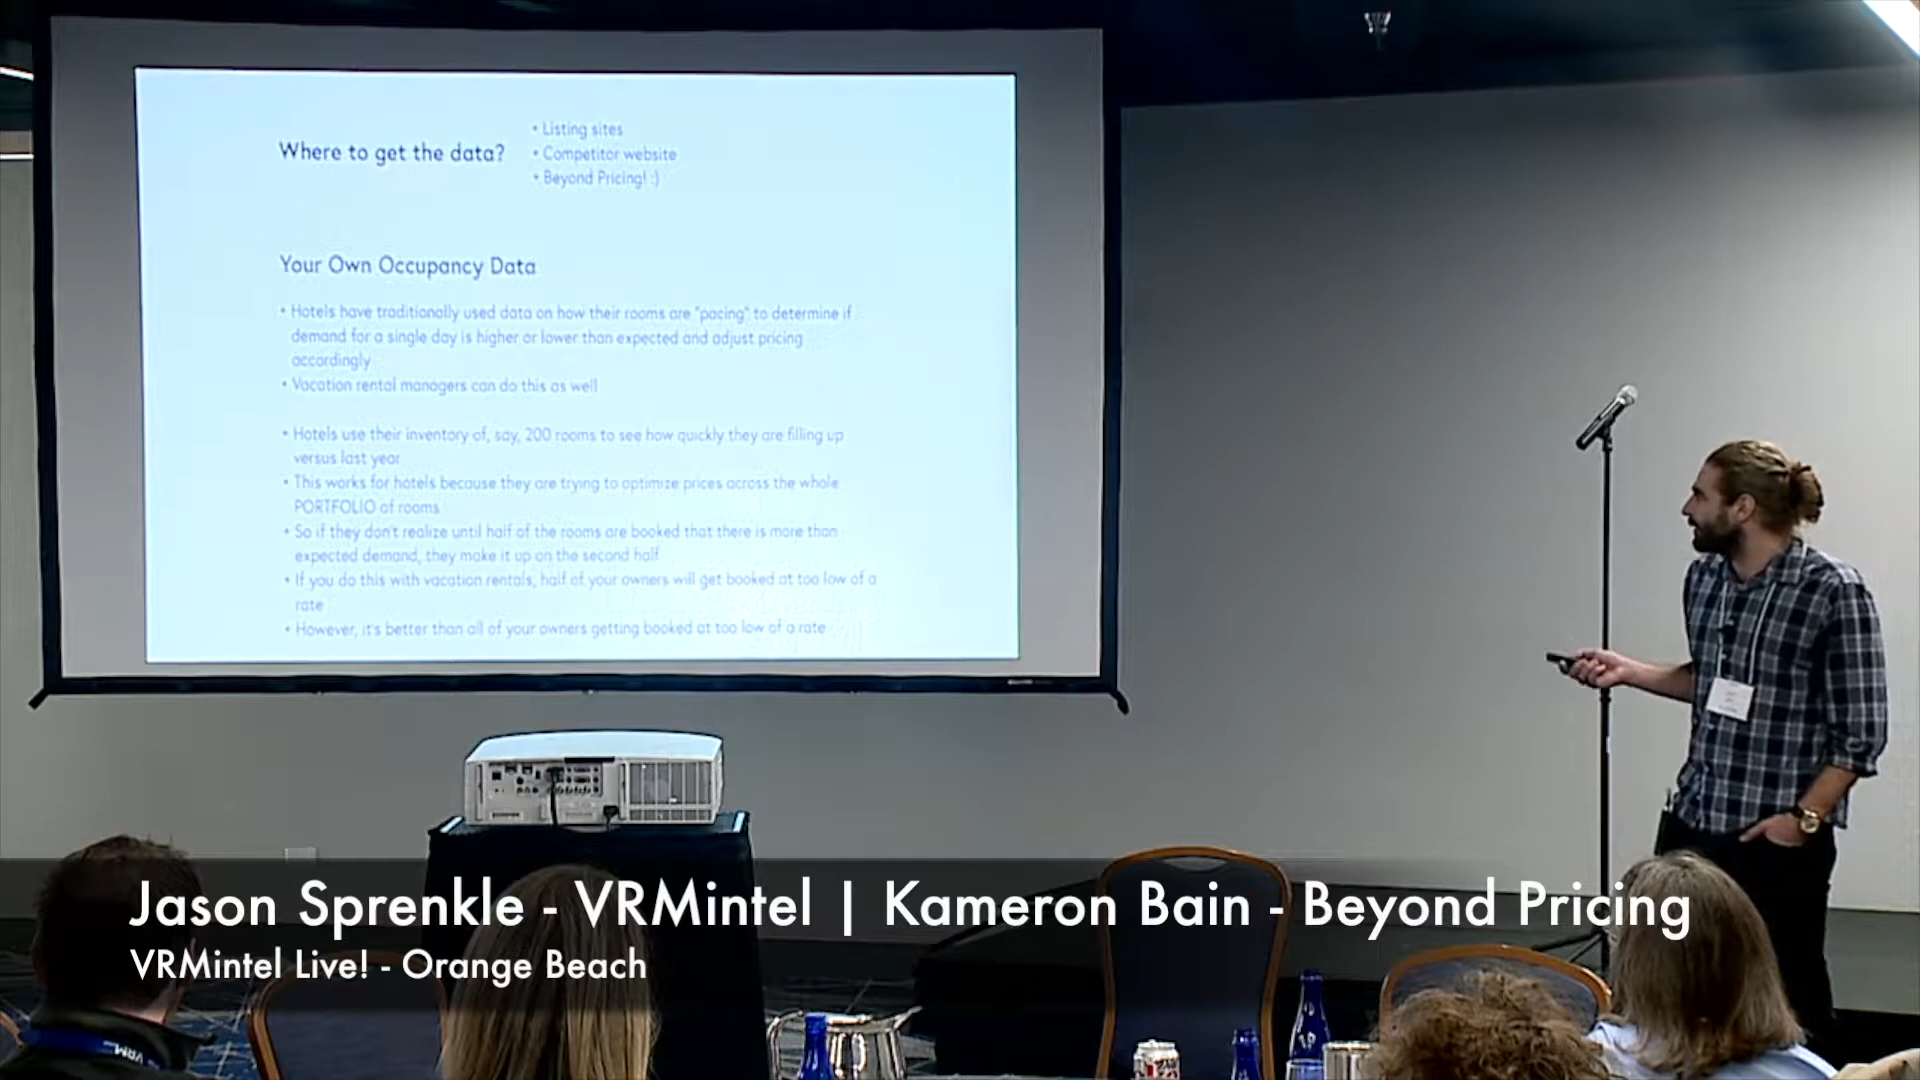 Where to get the data?
• Listing sites
• Competitor website
• Beyond Pricing! :)
Your Own Occupancy Data
• Hotels have traditionally used data on how their rooms are "pacing" to determine if
demand for a single day is higher or lower than expected and adjust pricing
accordingly
• Vacation rental managers can do this as well
• Hotels use their inventory of, say, 200 rooms to see how quickly they are filling up
versus last year
• This works for hotels because they are trying to optimize prices across the whole
PORTFOLIO of rooms
• So if they don't realize until half of the rooms are booked that there is more than
expected demand, they make it up on the second half
• If you do this with vacation rentals, half of your owners will get booked at too low of a
rate
• However, it's better than all of your owners getting booked at too low of a rate
Jason Sprenkle - VRMintel | Kameron Bain - Beyond Pricing
VRMintel Live! - Orange Beach
VRM